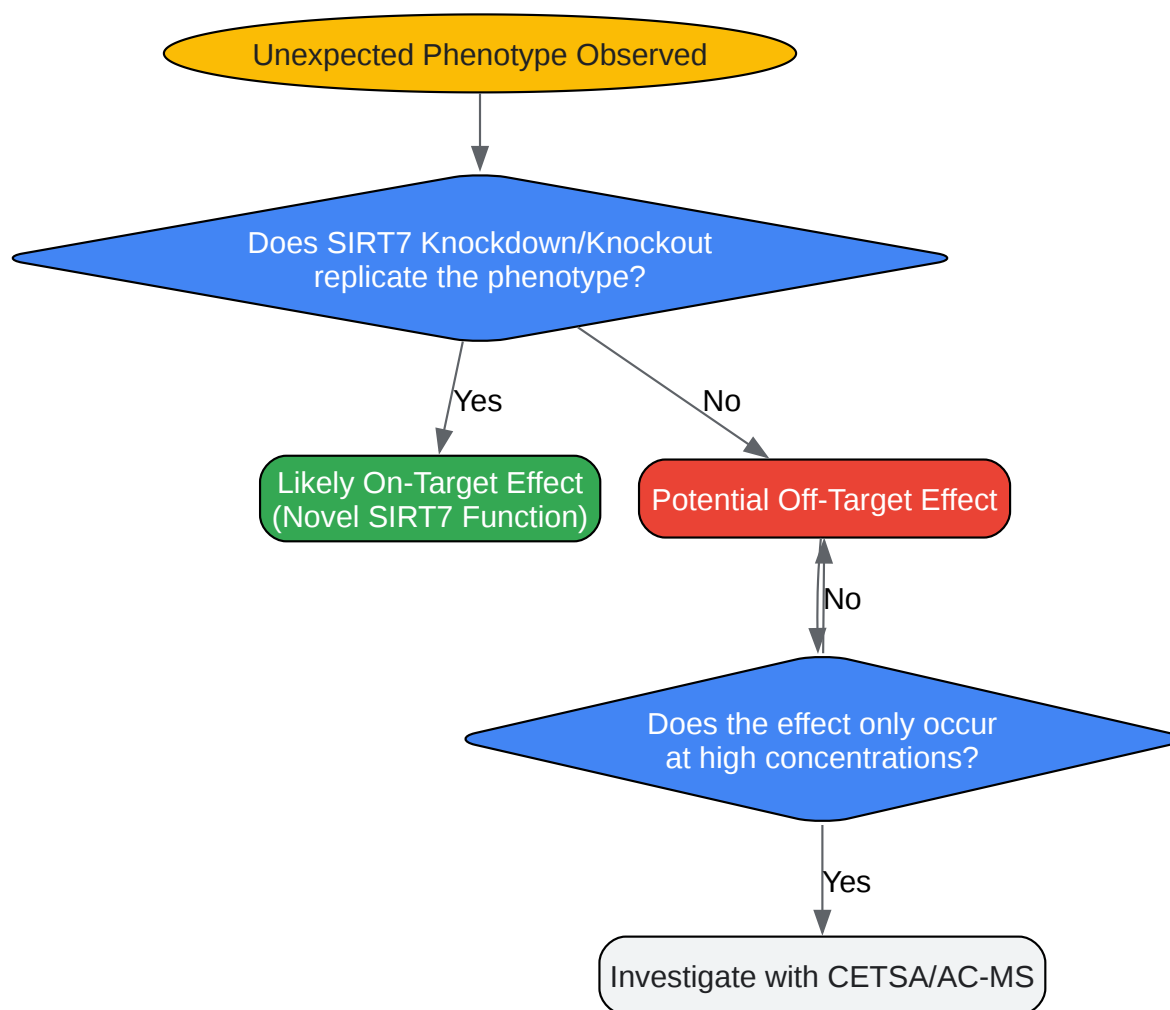 Unexpected Phenotype Observed
Does SIRT7 Knockdown/Knockout
replicate the phenotype?
Yes
No
Likely On-Target Effect
(Novel SIRT7 Function)
Potential Off-Target Effect
No
Does the effect only occur
at high concentrations?
Yes
Investigate with CETSA/AC-MS